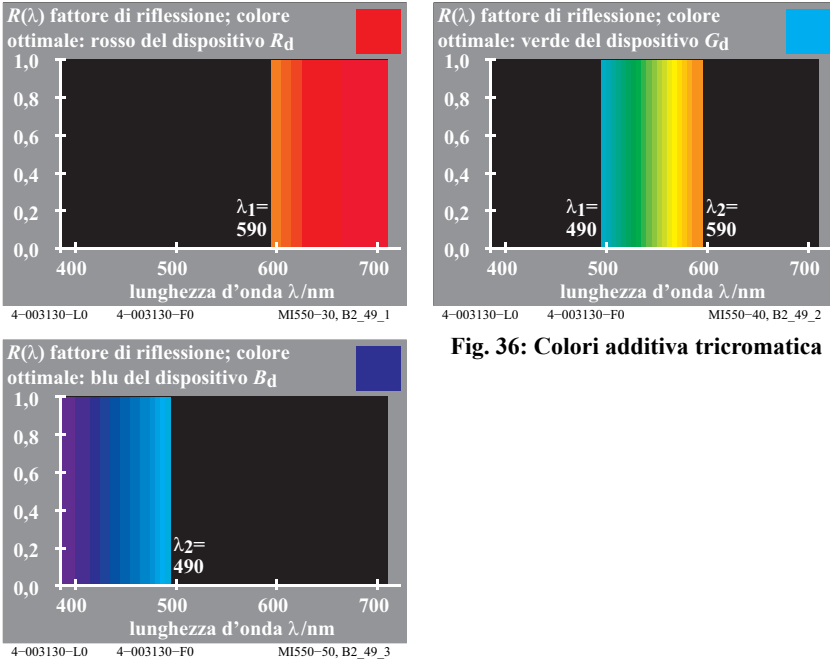 R(λ) fattore di riflessione; colore
ottimale: rosso del dispositivo Rd
1,0
0,8
0,6
0,4
0,2
0,0
λ1=
590
400 500 600 700
lunghezza d’onda λ/nm
4−003130−L0 4−003130−F0 MI550−30, B2_49_1
R(λ) fattore di riflessione; colore
ottimale: verde del dispositivo Gd
1,0
0,8
0,6
0,4
0,2
0,0
λ1= λ2=
490 590
400 500 600 700
lunghezza d’onda λ/nm
4−003130−L0 4−003130−F0 MI550−40, B2_49_2
Fig. 36: Colori additiva tricromatica
R(λ) fattore di riflessione; colore
ottimale: blu del dispositivo Bd
1,0
0,8
0,6
0,4
0,2
0,0
λ2=
490
400 500 600 700
lunghezza d’onda λ/nm
4−003130−L0 4−003130−F0 MI550−50, B2_49_3